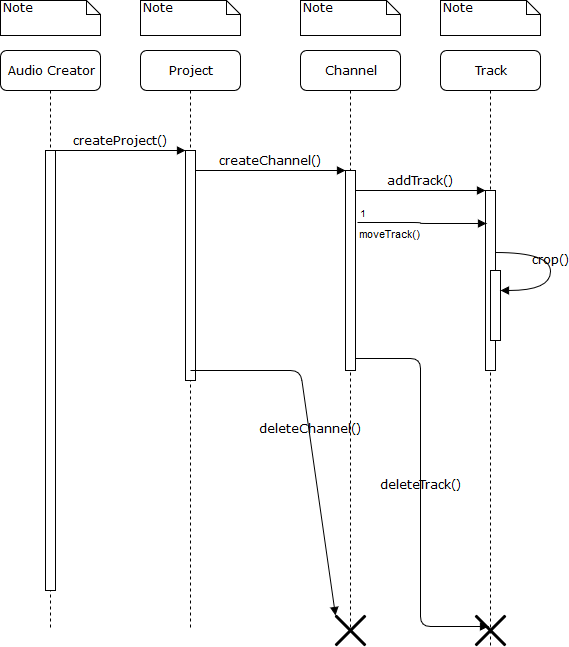 Note
Note
Note
Note
Audio Creator
Project
Channel
Track
createProject()
createChannel()
addTrack()
1
moveTrack()
crop()
deleteChannel()
deleteTrack()